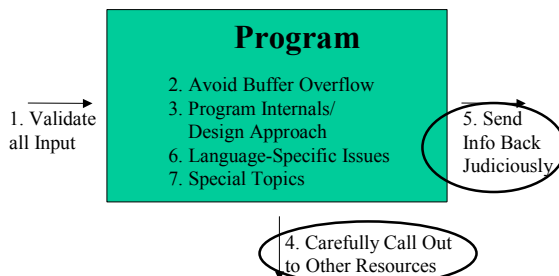 Program
1. Validate
all Input
2. Avoid Buffer Overflow
3. Program Internals/
Design Approach
6. Language-Specific Issues
7. Special Topics
5. Send
Info Back
Judiciously
4. Carefully Call Out
to Other Resources